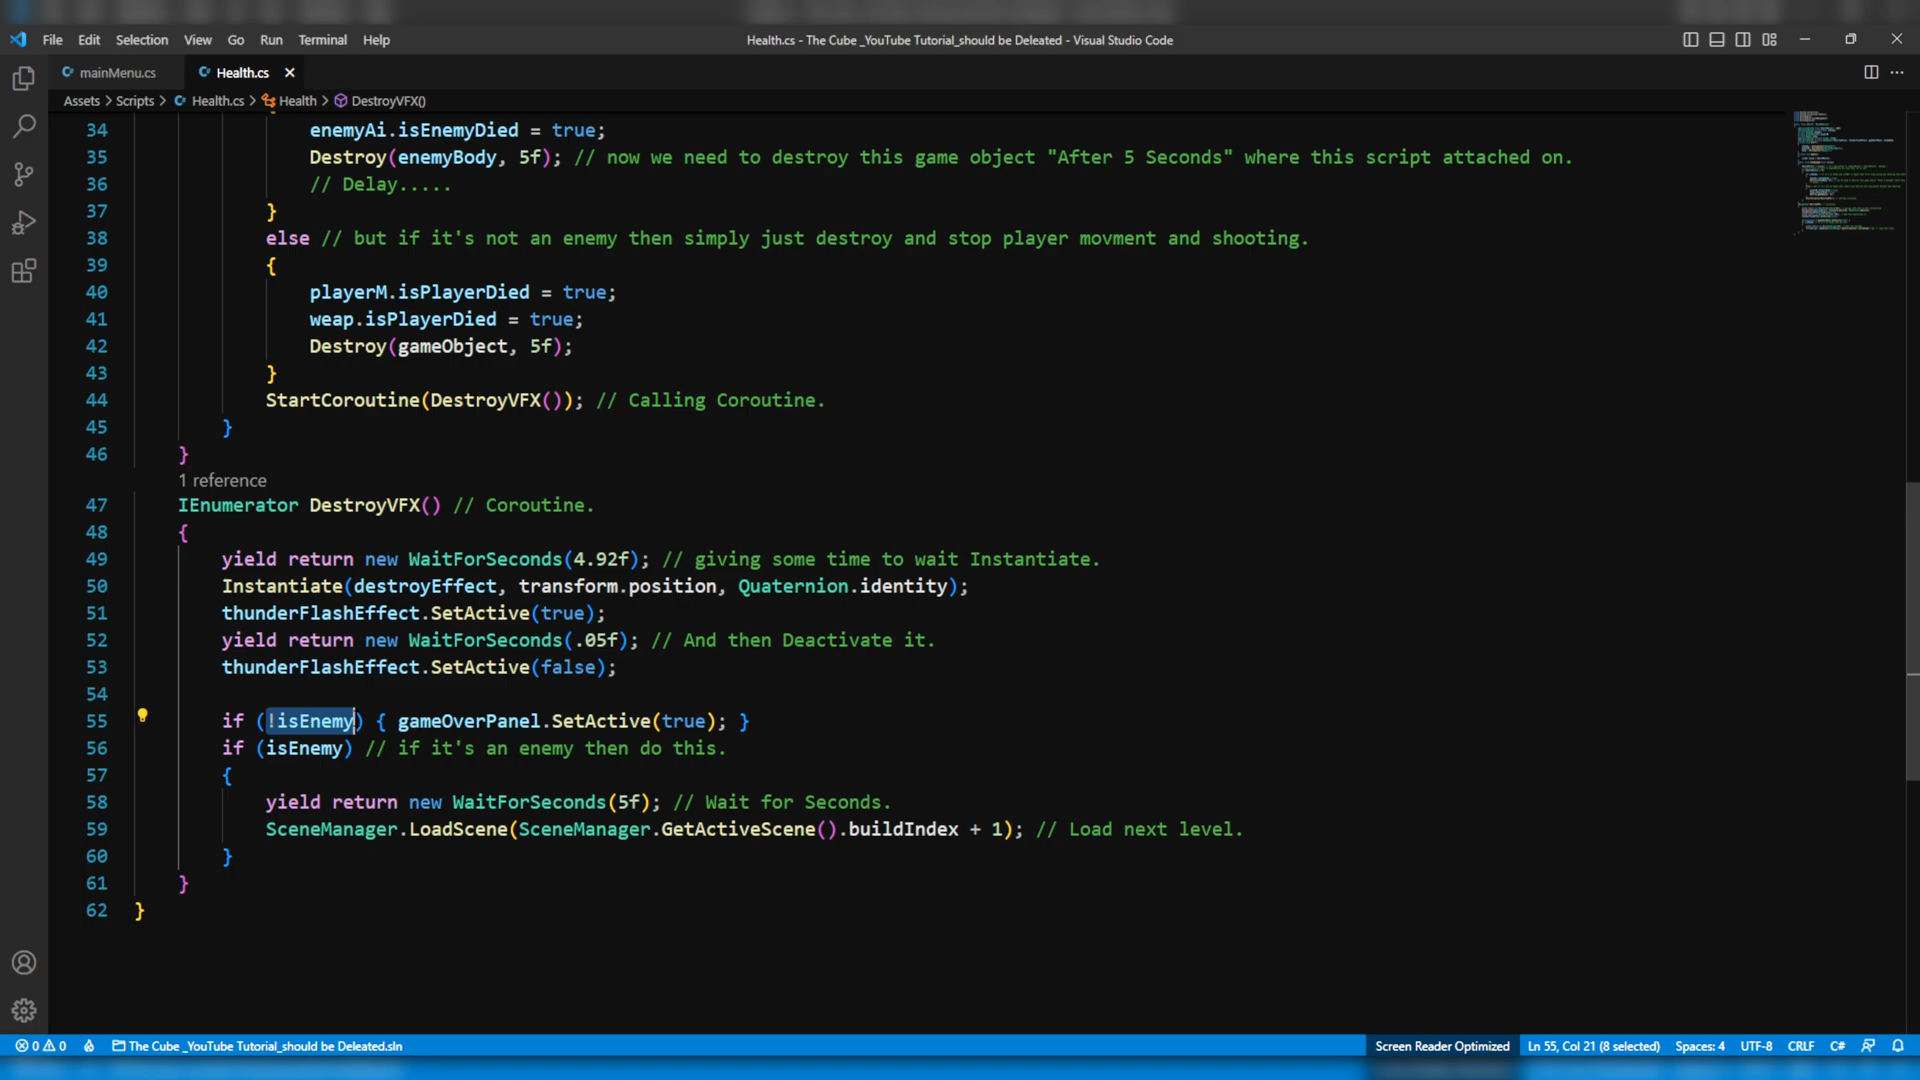 File Edit Selection View Go Run Terminal Help
Health.cs - The Cube _YouTube Tutorial_should be Deleated - Visual Studio Code
mainMenu.cs Health.cs
Assets > Scripts > Health.cs > Health > DestroyVFX()
34 enemyAi.isEnemyDied = true;
35 Destroy(enemyBody, 5f); // now we need to destroy this game object "After 5 Seconds" where this script attached on.
36 // Delay.....
37 }
38 else // but if it's not an enemy then simply just destroy and stop player movment and shooting.
39 {
40 playerM.isPlayerDied = true;
41 weap.isPlayerDied = true;
42 Destroy(gameObject, 5f);
43 }
44 StartCoroutine(DestroyVFX()); // Calling Coroutine.
45 }
46 }
1 reference
47 IEnumerator DestroyVFX() // Coroutine.
48 {
49 yield return new WaitForSeconds(4.92f); // giving some time to wait Instantiate.
50 Instantiate(destroyEffect, transform.position, Quaternion.identity);
51 thunderFlashEffect.SetActive(true);
52 yield return new WaitForSeconds(.05f); // And then Deactivate it.
53 thunderFlashEffect.SetActive(false);
54
55 if (!isEnemy) { gameOverPanel.SetActive(true); }
56 if (isEnemy) // if it's an enemy then do this.
57 {
58 yield return new WaitForSeconds(5f); // Wait for Seconds.
59 SceneManager.LoadScene(SceneManager.GetActiveScene().buildIndex + 1); // Load next level.
60 }
61 }
62 }
0 0 The Cube _YouTube Tutorial_should be Deleated.sln Screen Reader Optimized Ln 55, Col 21 (8 selected) Spaces: 4 UTF-8 CRLF C#